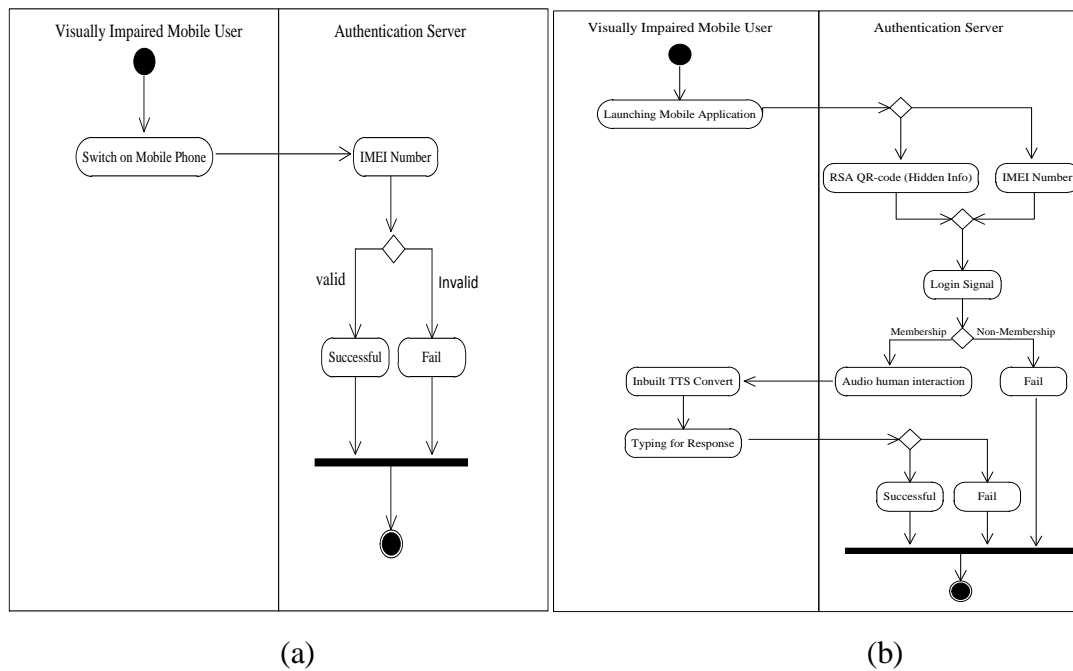 Visually Impaired Mobile User
Authentication Server
Switch on Mobile Phone
IMEI Number
valid
Invalid
Successful
Fail
(a)
Visually Impaired Mobile User
Authentication Server
Launching Mobile Application
RSA QR-code (Hidden Info)
IMEI Number
Login Signal
Membership
Non-Membership
Inbuilt TTS Convert
Audio human interaction
Fail
Typing for Response
Successful
Fail
(b)